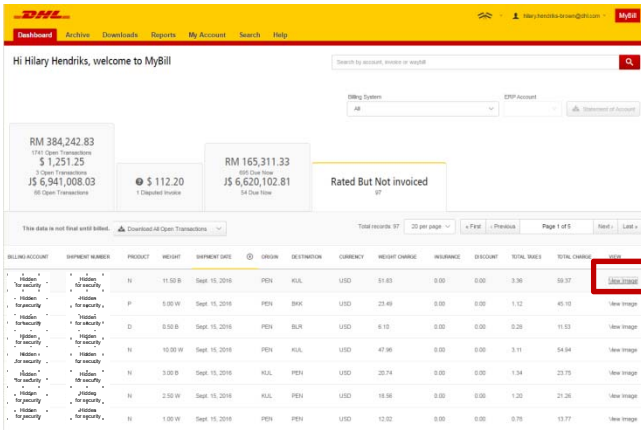 DHL
hilary.hendriks-brown@dhl.com MyBill
Dashboard Archive Downloads Reports My Account Search Help
Hi Hilary Hendriks, welcome to MyBill
Search by account, invoice or waybill
Billing System ERP Account
All Statement of Account
RM 384,242.83
1741 Open Transactions
$ 1,251.25
3 Open Transactions
J$ 6,941,008.03
66 Open Transactions
$ 112.20
1 Disputed Invoice
RM 165,311.33
695 Due Now
J$ 6,620,102.81
54 Due Now
Rated But Not invoiced
97
This data is not final until billed. Download All Open Transactions Total records: 97 20 per page « First ‹ Previous Page 1 of 5 Next › Last »
BILLING ACCOUNT SHIPMENT NUMBER PRODUCT WEIGHT SHIPMENT DATE ORIGIN DESTINATION CURRENCY WEIGHT CHARGE INSURANCE DISCOUNT TOTAL TAXES TOTAL CHARGE VIEW
Hidden for security Hidden for security N 11.50 B Sept. 15, 2016 PEN KUL USD 51.83 0.00 0.00 3.36 59.37 View Image
Hidden for security Hidden for security P 5.00 W Sept. 15, 2016 PEN BKK USD 23.49 0.00 0.00 1.12 45.10 View Image
Hidden for security Hidden for security D 0.50 B Sept. 15, 2016 PEN BLR USD 6.10 0.00 0.00 0.29 11.53 View Image
Hidden for security Hidden for security N 10.00 W Sept. 15, 2016 PEN KUL USD 47.96 0.00 0.00 3.11 54.94 View Image
Hidden for security Hidden for security N 3.00 B Sept. 15, 2016 KUL PEN USD 20.74 0.00 0.00 1.34 23.75 View Image
Hidden for security Hidden for security N 2.50 W Sept. 15, 2016 KUL PEN USD 18.56 0.00 0.00 1.20 21.26 View Image
Hidden for security Hidden for security N 1.00 W Sept. 15, 2016 PEN PEN USD 12.02 0.00 0.00 0.78 13.77 View Image